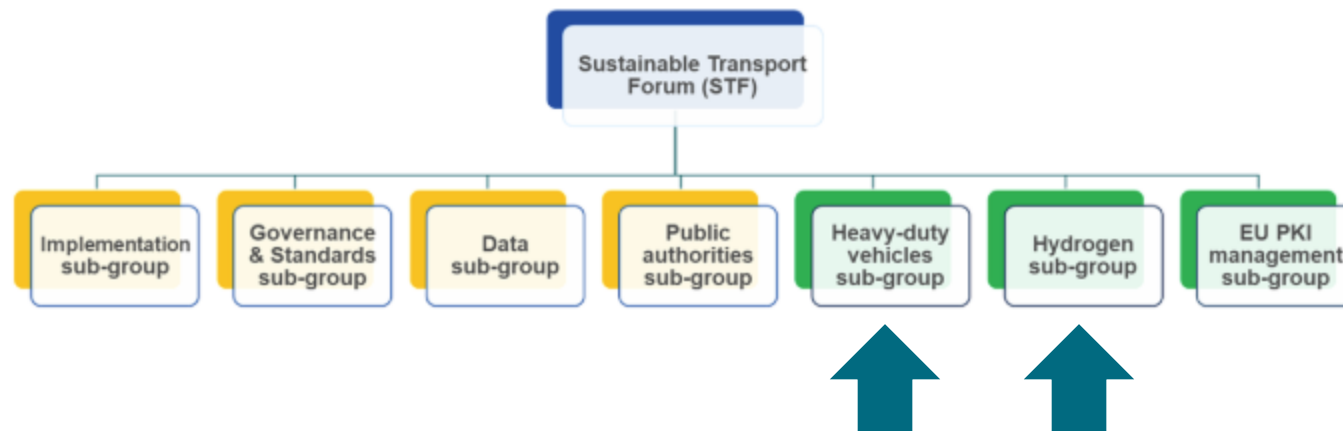 Sustainable Transport
Forum (STF)
Implementation
sub-group
Governance
& Standards
sub-group
Data
sub-group
Public
authorities
sub-group
Heavy-duty
vehicles
sub-group
Hydrogen
sub-group
EU PKI
management
sub-group